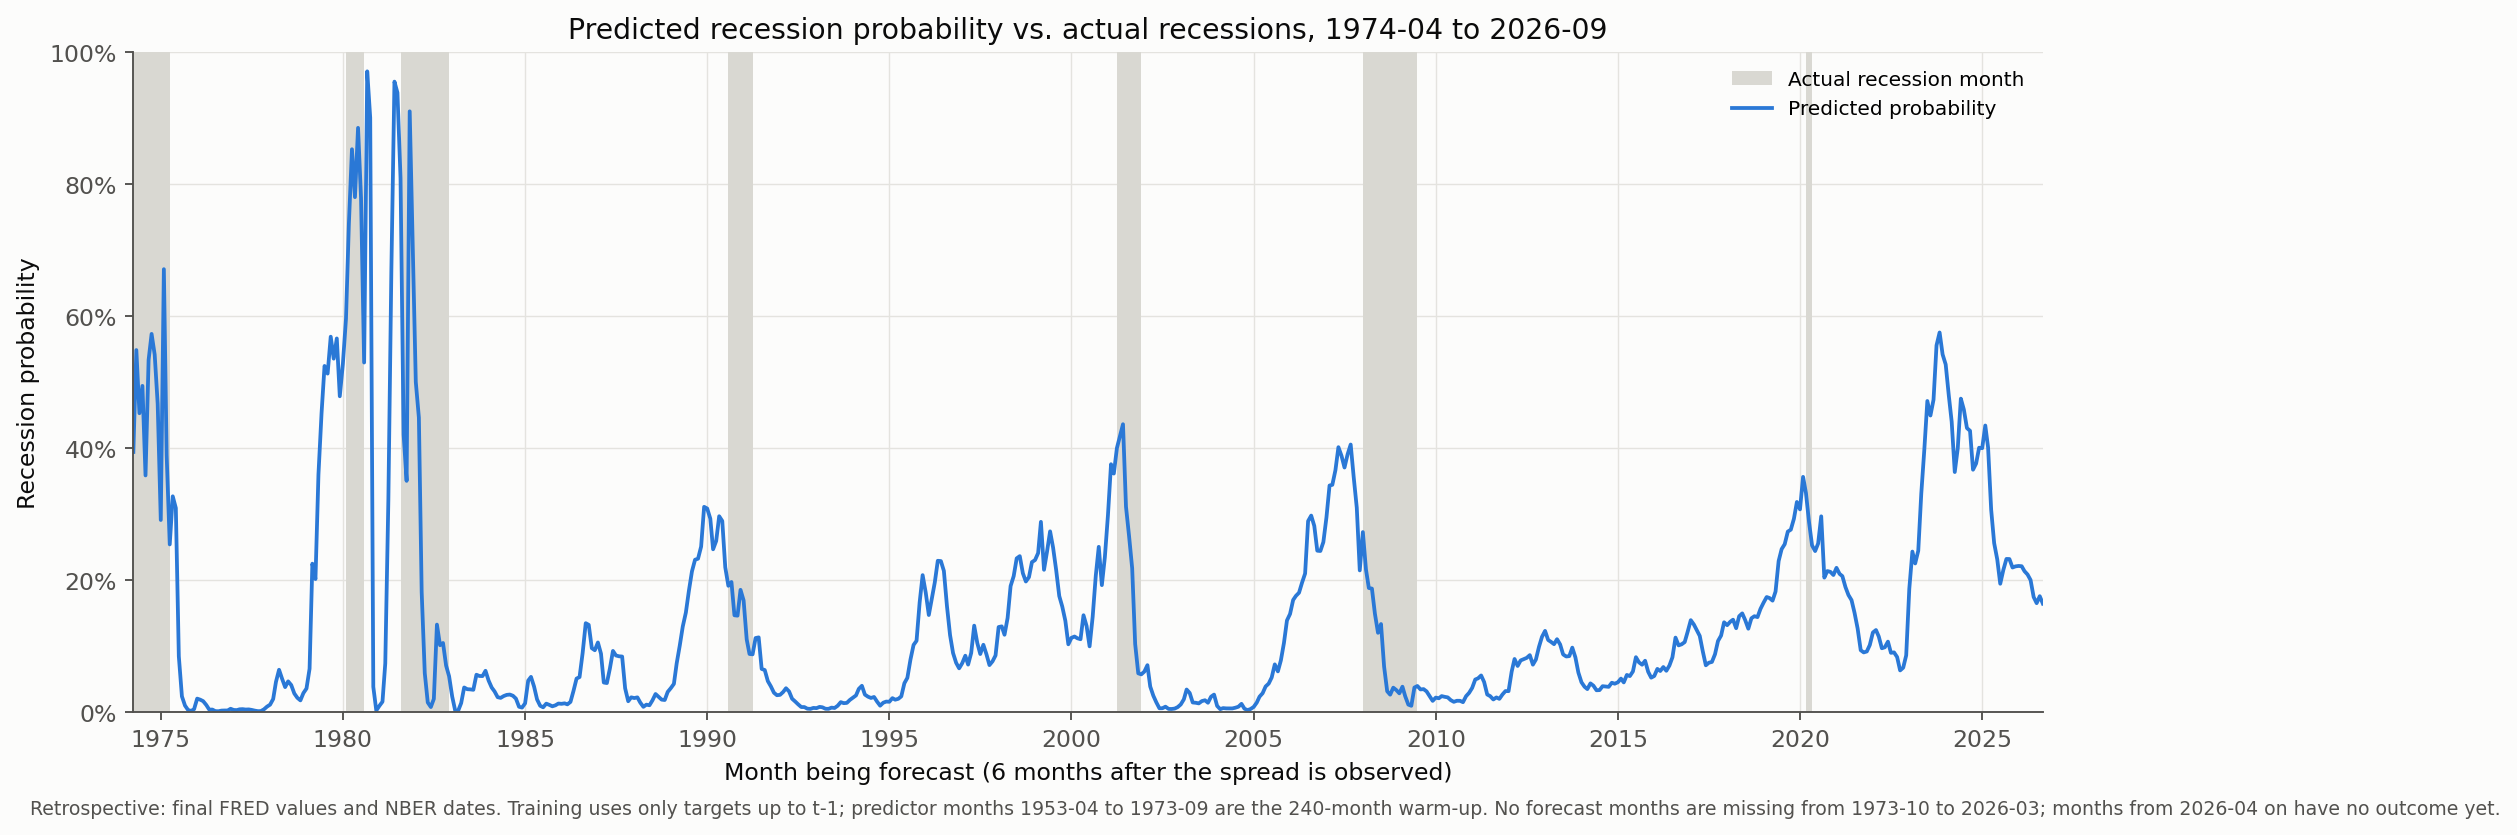 Predicted recession probability vs. actual recessions, 1974-04 to 2026-09
Recession probability
100%
80%
60%
40%
20%
0%
Actual recession month
Predicted probability
1975
1980
1985
1990
1995
2000
2005
2010
2015
2020
2025
Month being forecast (6 months after the spread is observed)
Retrospective: final FRED values and NBER dates. Training uses only targets up to t-1; predictor months 1953-04 to 1973-09 are the 240-month warm-up. No forecast months are missing from 1973-10 to 2026-03; months from 2026-04 on have no outcome yet.